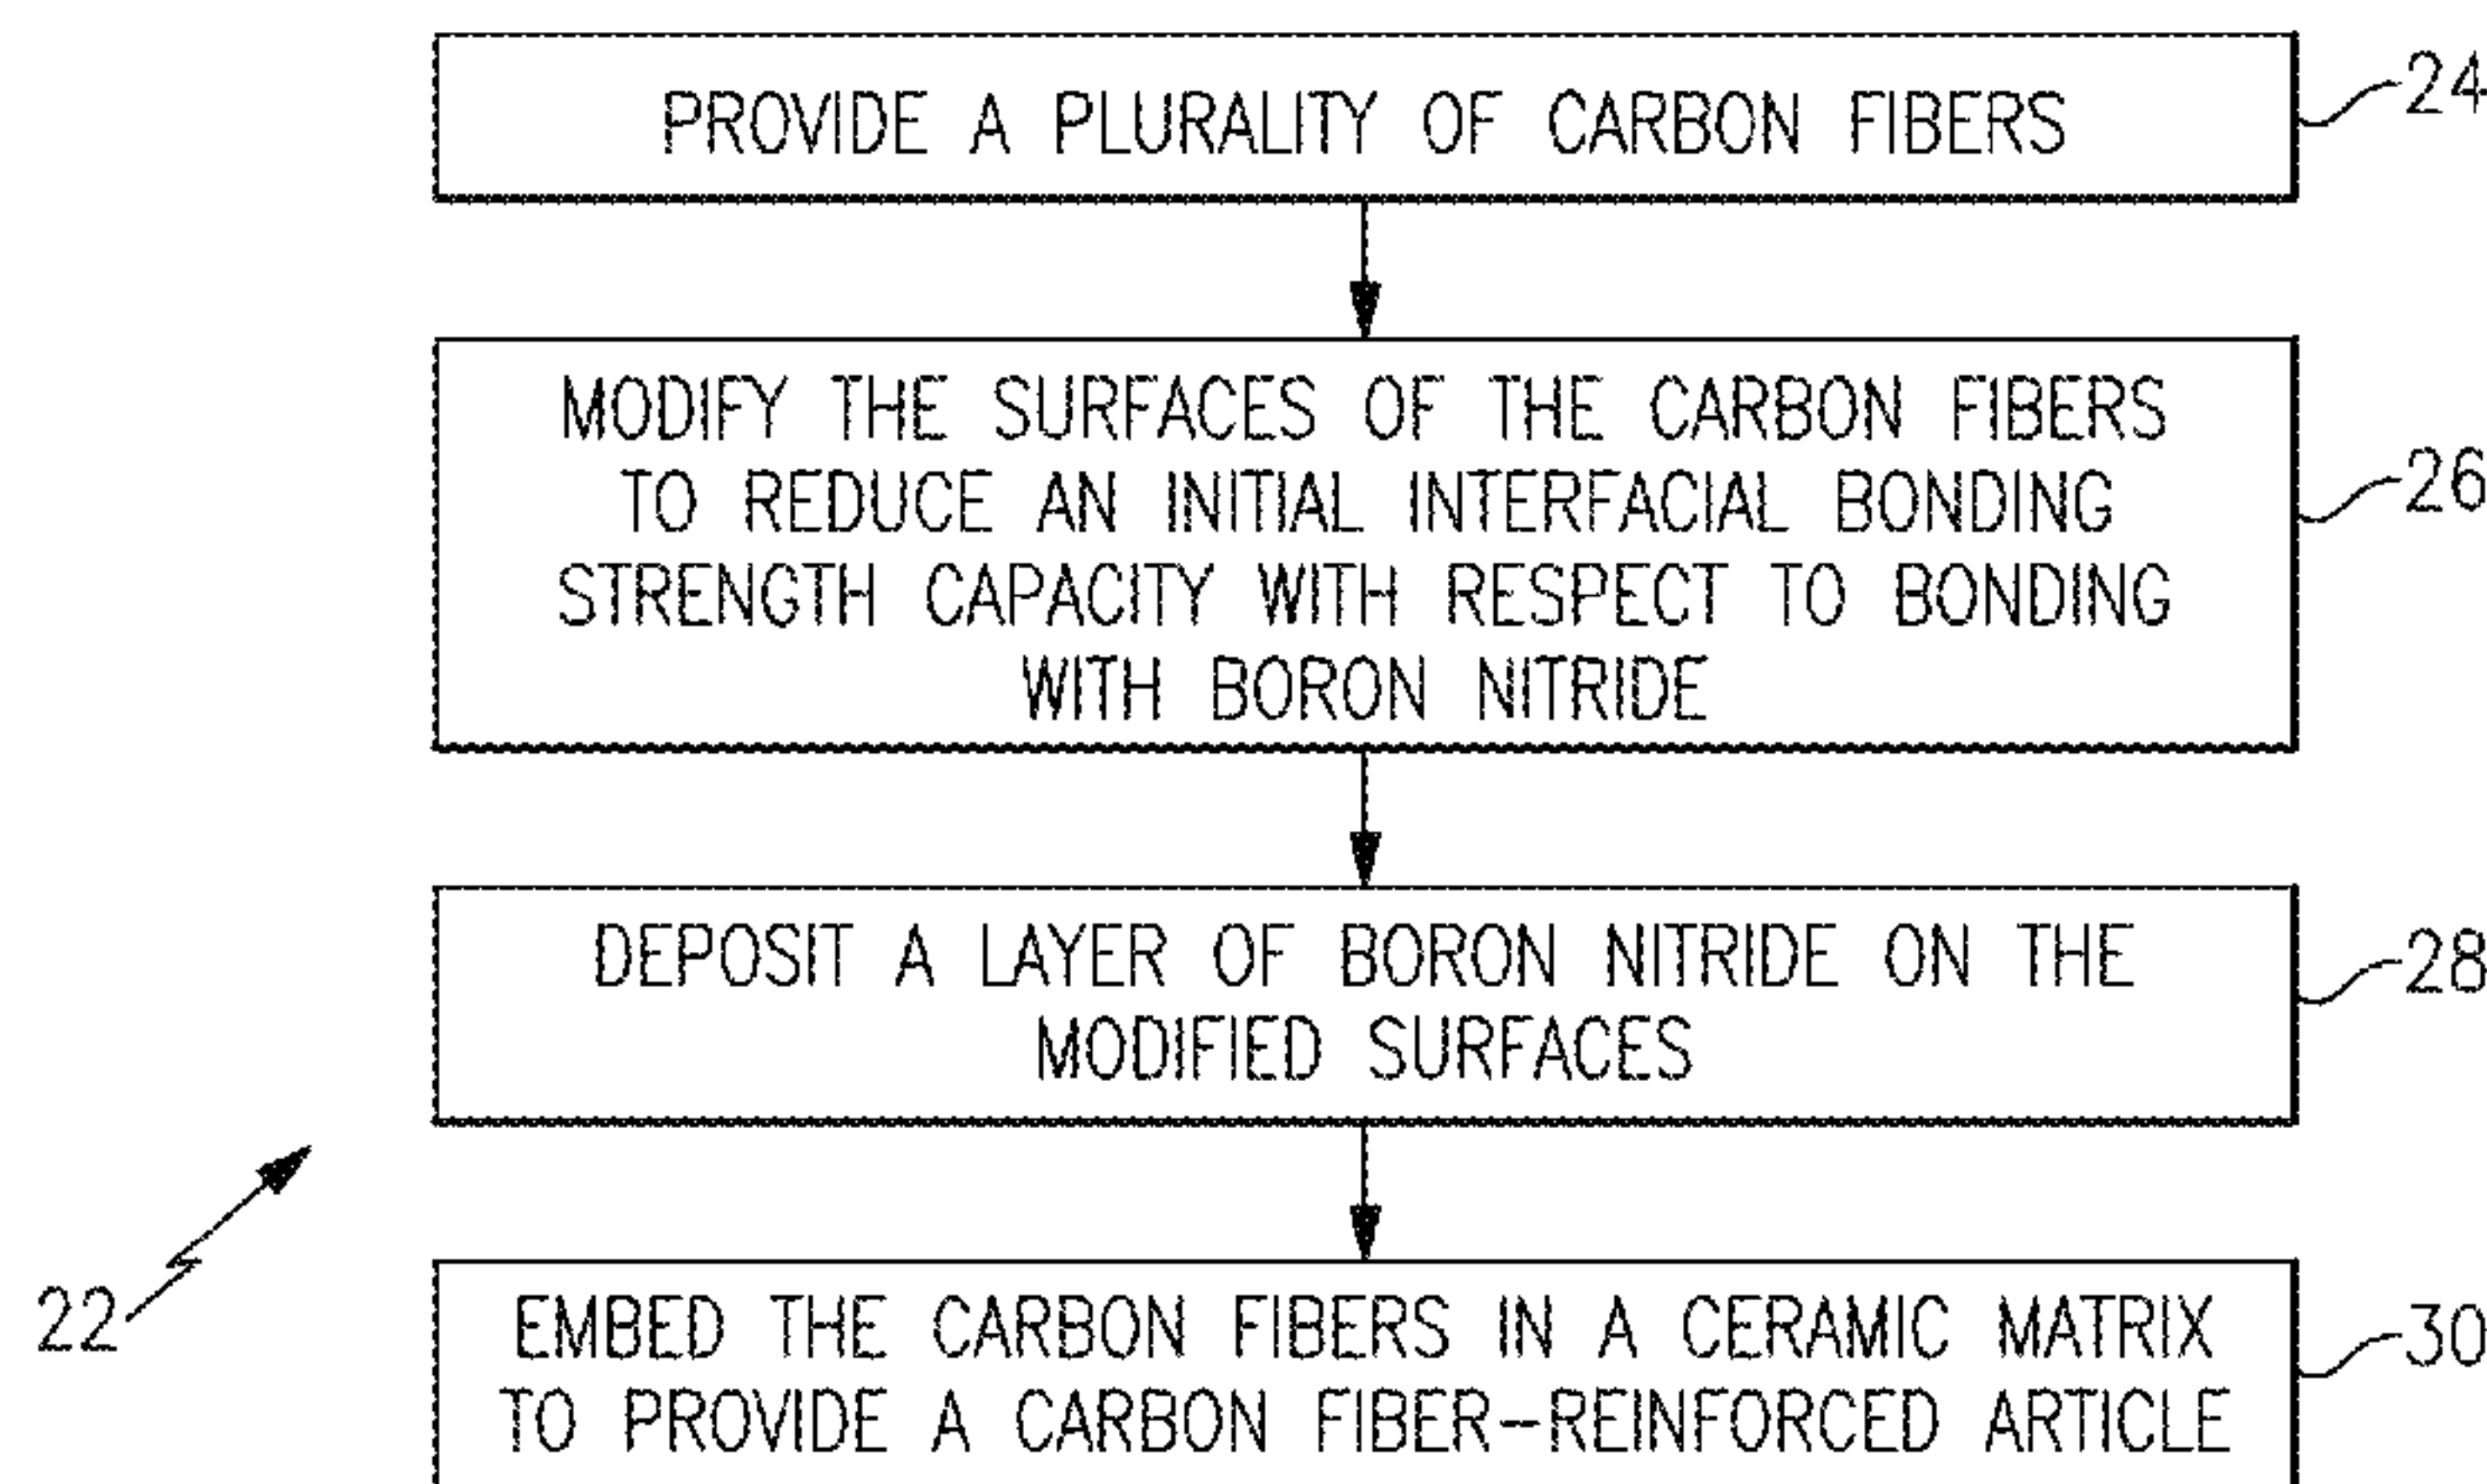 PROVIDE A PLURALITY OF CARBON FIBERS
24
MODIFY THE SURFACES OF THE CARBON FIBERS
TO REDUCE AN INITIAL INTERFACIAL BONDING
STRENGTH CAPACITY WITH RESPECT TO BONDING
WITH BORON NITRIDE
26
DEPOSIT A LAYER OF BORON NITRIDE ON THE
MODIFIED SURFACES
28
22
EMBED THE CARBON FIBERS IN A CERAMIC MATRIX
TO PROVIDE A CARBON FIBER-REINFORCED ARTICLE
30